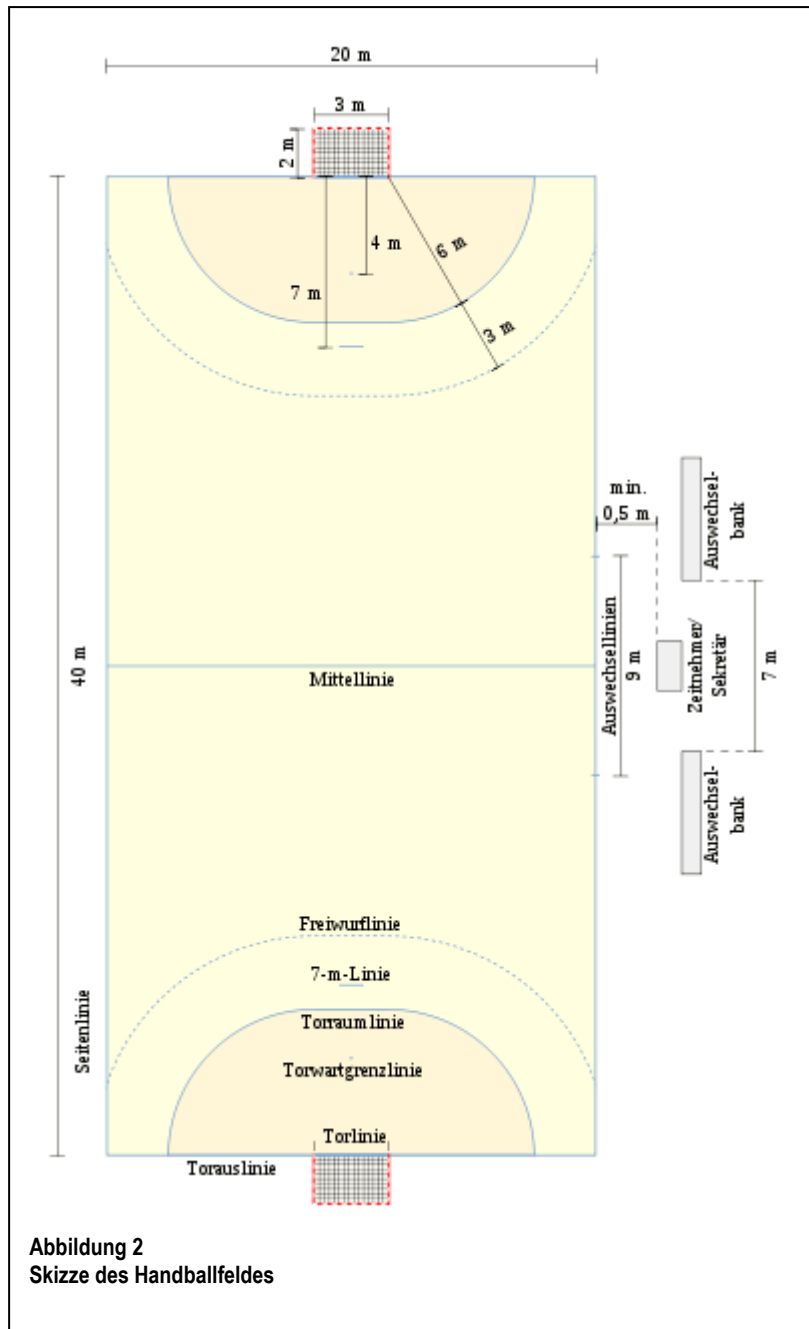 20 m
3 m
2 m
4 m
6 m
7 m
3 m
min.
0,5 m
Auswechsel-
bank
40 m
Auswechsellinien
9 m
Zeitnehmer/
Sekretär
7 m
Mittellinie
Auswechsel-
bank
Freiwurflinie
7-m-Linie
Seitenlinie
Torraumlinie
Torwartgrenzlinie
Torlinie
Torauslinie
Abbildung 2
Skizze des Handballfeldes